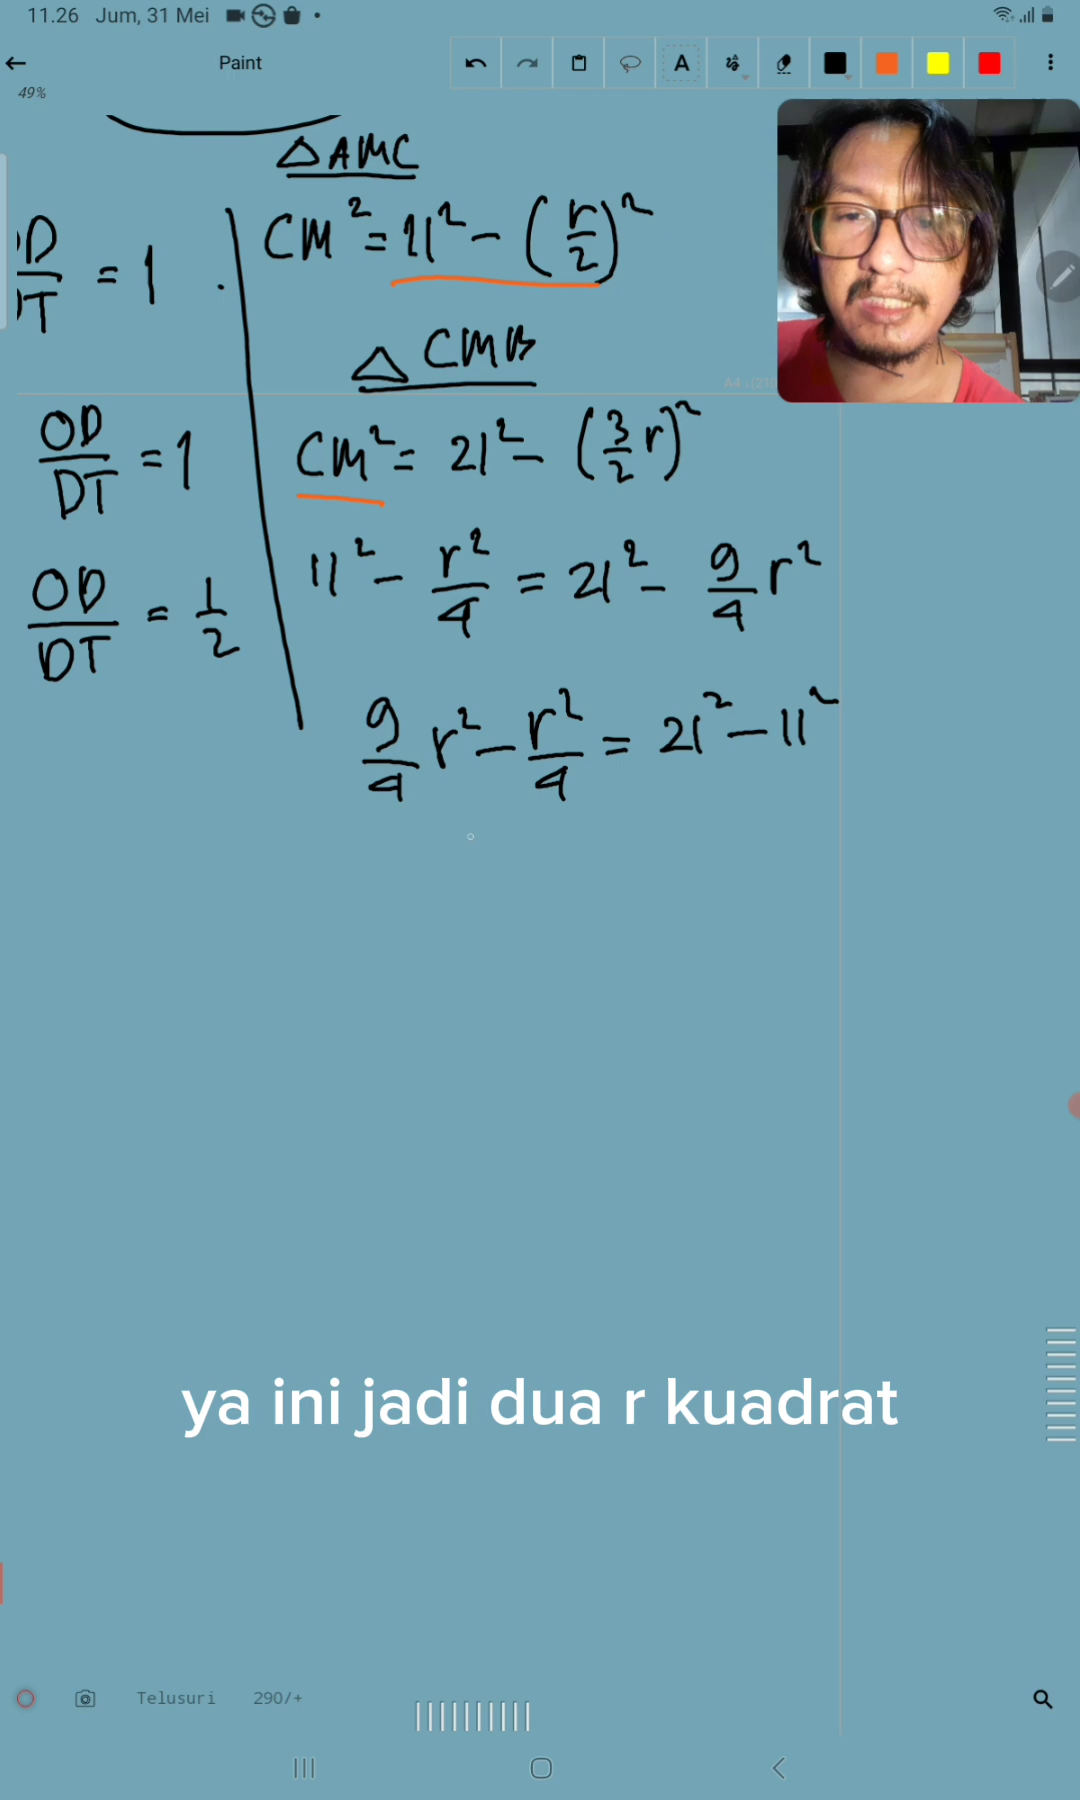 11.26 Jum, 31 Mei
Paint
A
49%
△AMC
CM² = 11² - (r/2)²
D/T = 1 .
△ CMB
CM² = 21² - (3/2 r)²
OD/DT = 1
11² - r²/4 = 21² - 9/4 r²
OD/DT = 1/2
9/4 r² - r²/4 = 21² - 11²
ya ini jadi dua r kuadrat
Telusuri 290/+